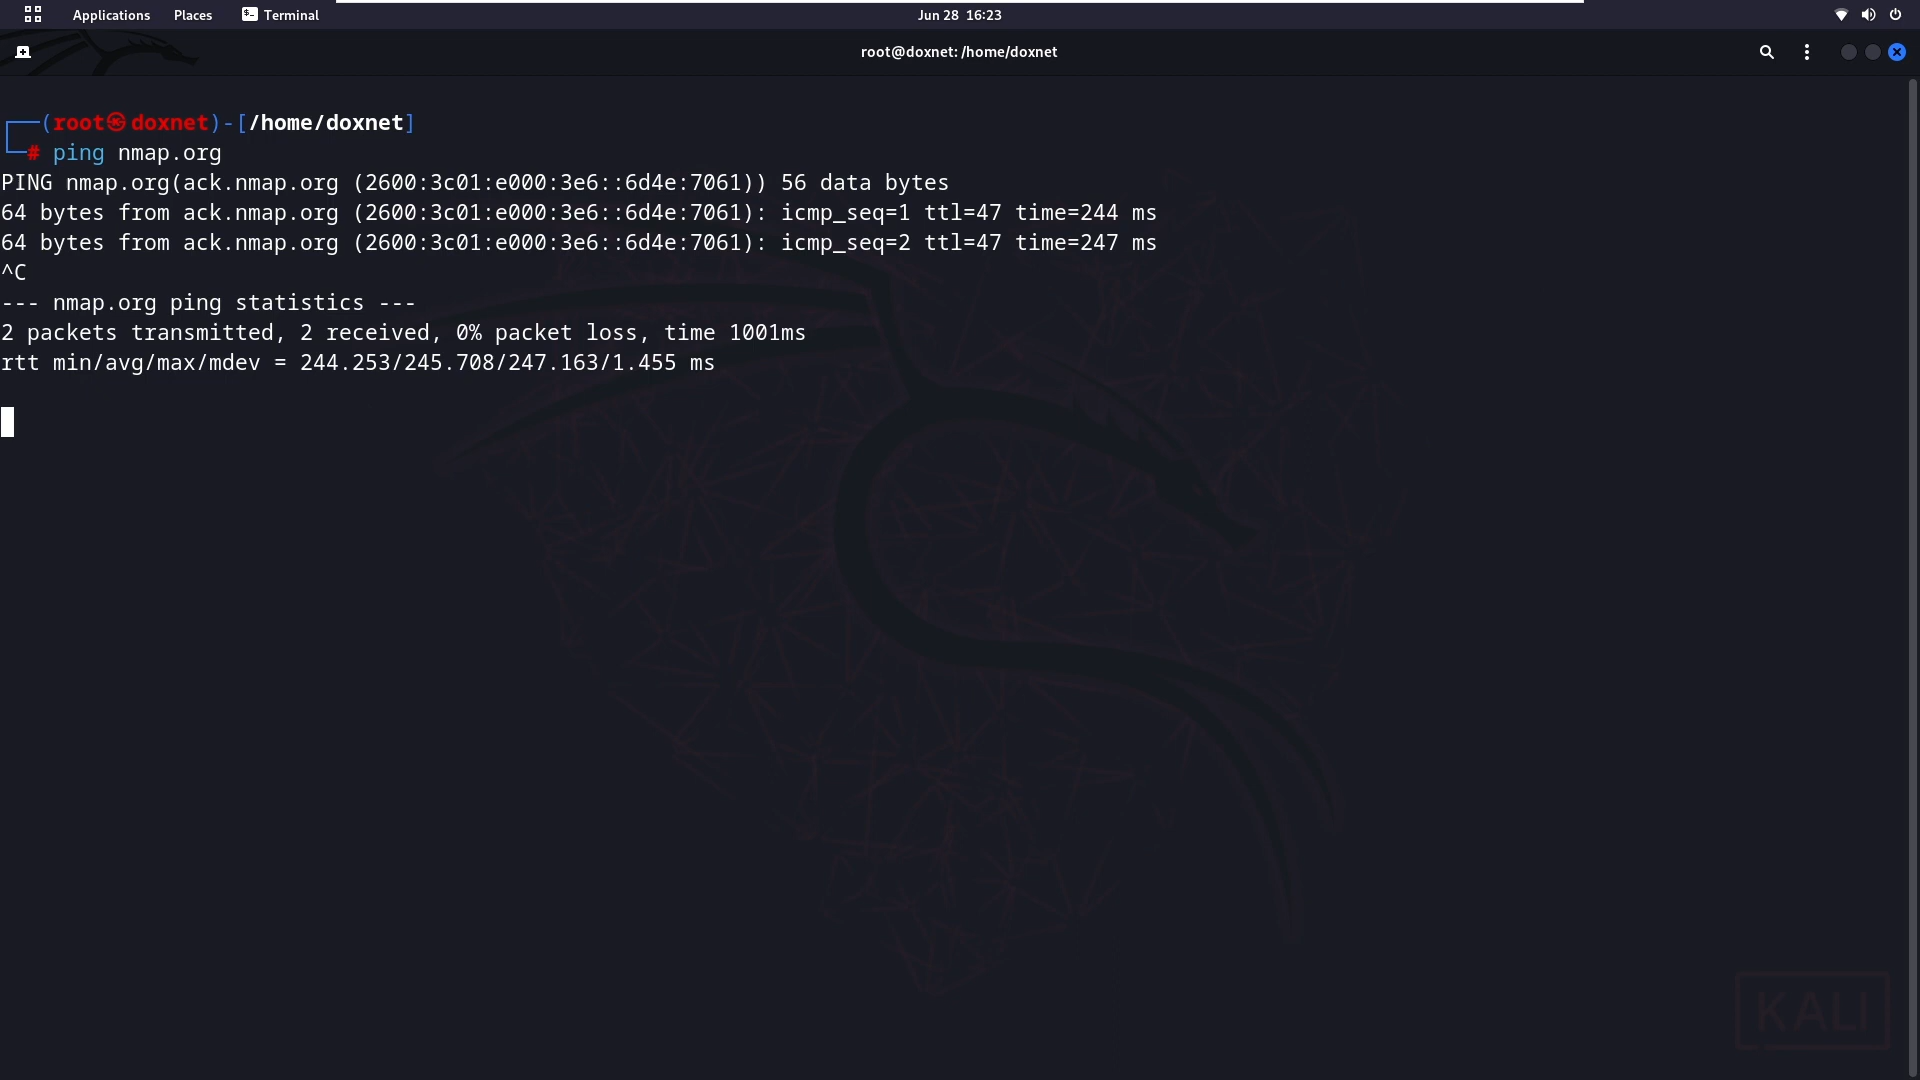 Applications Places Terminal Jun 28 16:23
root@doxnet: /home/doxnet
┌──(root㉿doxnet)-[/home/doxnet]
└─# ping nmap.org
PING nmap.org(ack.nmap.org (2600:3c01:e000:3e6::6d4e:7061)) 56 data bytes
64 bytes from ack.nmap.org (2600:3c01:e000:3e6::6d4e:7061): icmp_seq=1 ttl=47 time=244 ms
64 bytes from ack.nmap.org (2600:3c01:e000:3e6::6d4e:7061): icmp_seq=2 ttl=47 time=247 ms
^C
--- nmap.org ping statistics ---
2 packets transmitted, 2 received, 0% packet loss, time 1001ms
rtt min/avg/max/mdev = 244.253/245.708/247.163/1.455 ms
KALI